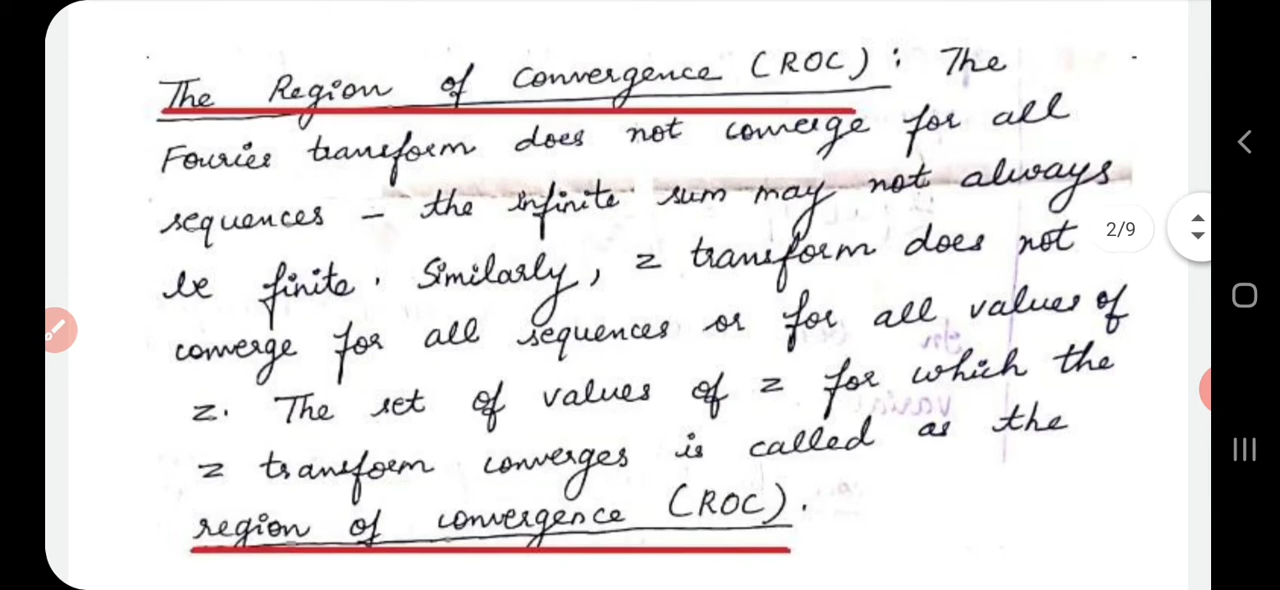 The Region of Convergence (ROC) : The
Fourier transform does not converge for all
sequences – the infinite sum may not always
be finite. Similarly, z transform does not
converge for all sequences or for all values of
z. The set of values of z for which the
z transform converges is called as the
region of convergence (ROC).
2/9